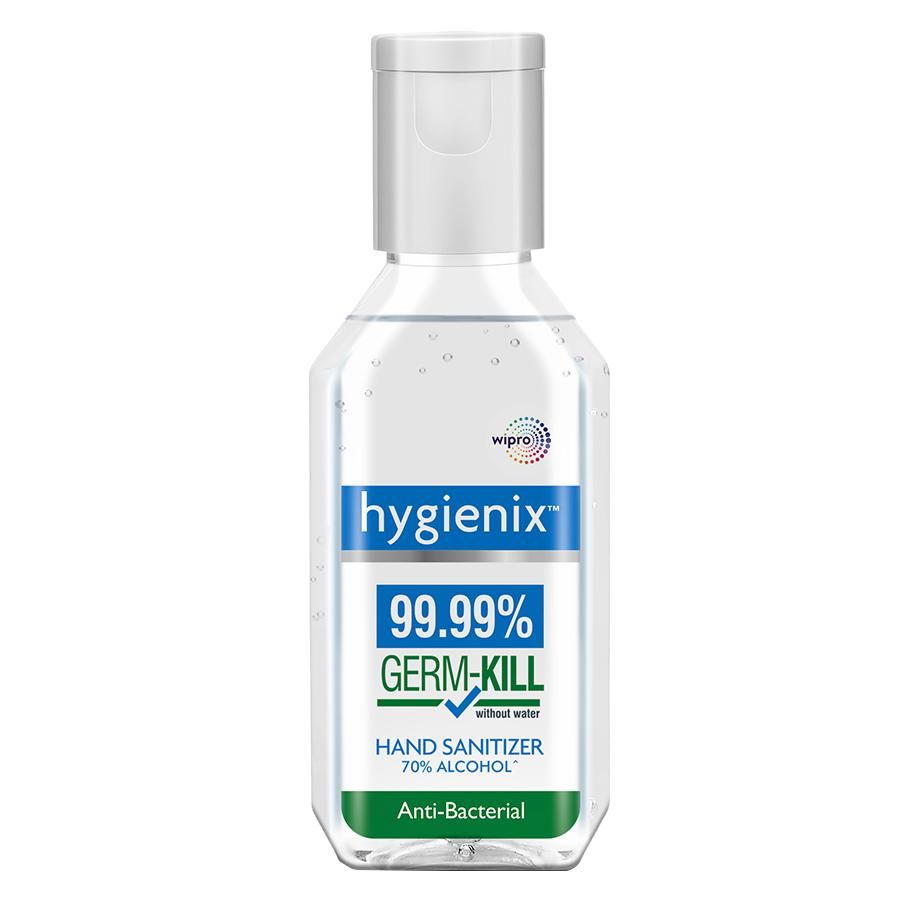 wipro
hygienix™
99.99%
GERM-KILL
without water
HAND SANITIZER
70% ALCOHOL^
Anti-Bacterial